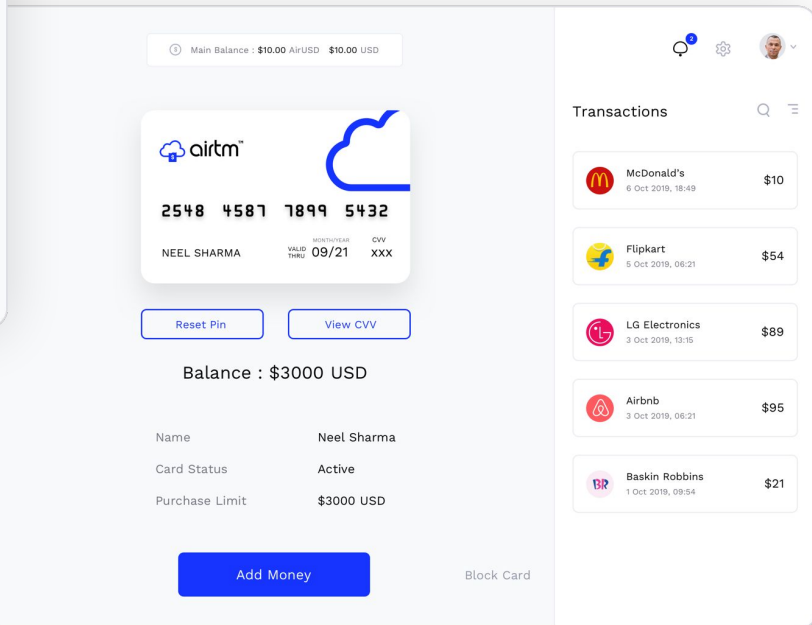 Main Balance : $10.00 AirUSD $10.00 USD
2
airtm™
2548 4587 7899 5432
NEEL SHARMA
VALID THRU
MONTH/YEAR
09/21
CVV
XXX
Reset Pin
View CVV
Balance : $3000 USD
Name Neel Sharma
Card Status Active
Purchase Limit $3000 USD
Add Money
Block Card
Transactions
McDonald's
6 Oct 2019, 18:49
$10
Flipkart
5 Oct 2019, 06:21
$54
LG Electronics
3 Oct 2019, 13:15
$89
Airbnb
3 Oct 2019, 06:21
$95
BR
Baskin Robbins
1 Oct 2019, 09:54
$21